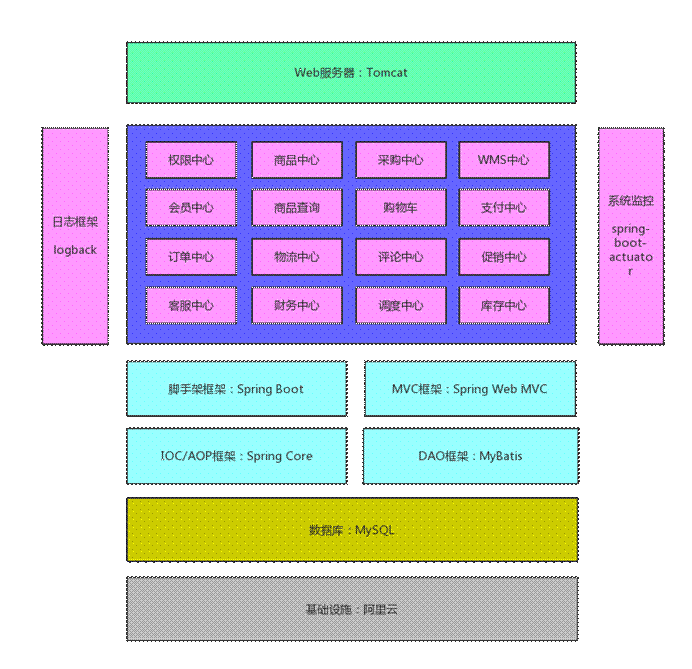 Web服务器：Tomcat
日志框架
logback
权限中心
商品中心
采购中心
WMS中心
会员中心
商品查询
购物车
支付中心
订单中心
物流中心
评论中心
促销中心
客服中心
财务中心
调度中心
库存中心
系统监控
spring-
boot-
actuato
r
脚手架框架：Spring Boot
MVC框架：Spring Web MVC
IOC/AOP框架：Spring Core
DAO框架：MyBatis
数据库：MySQL
基础设施：阿里云